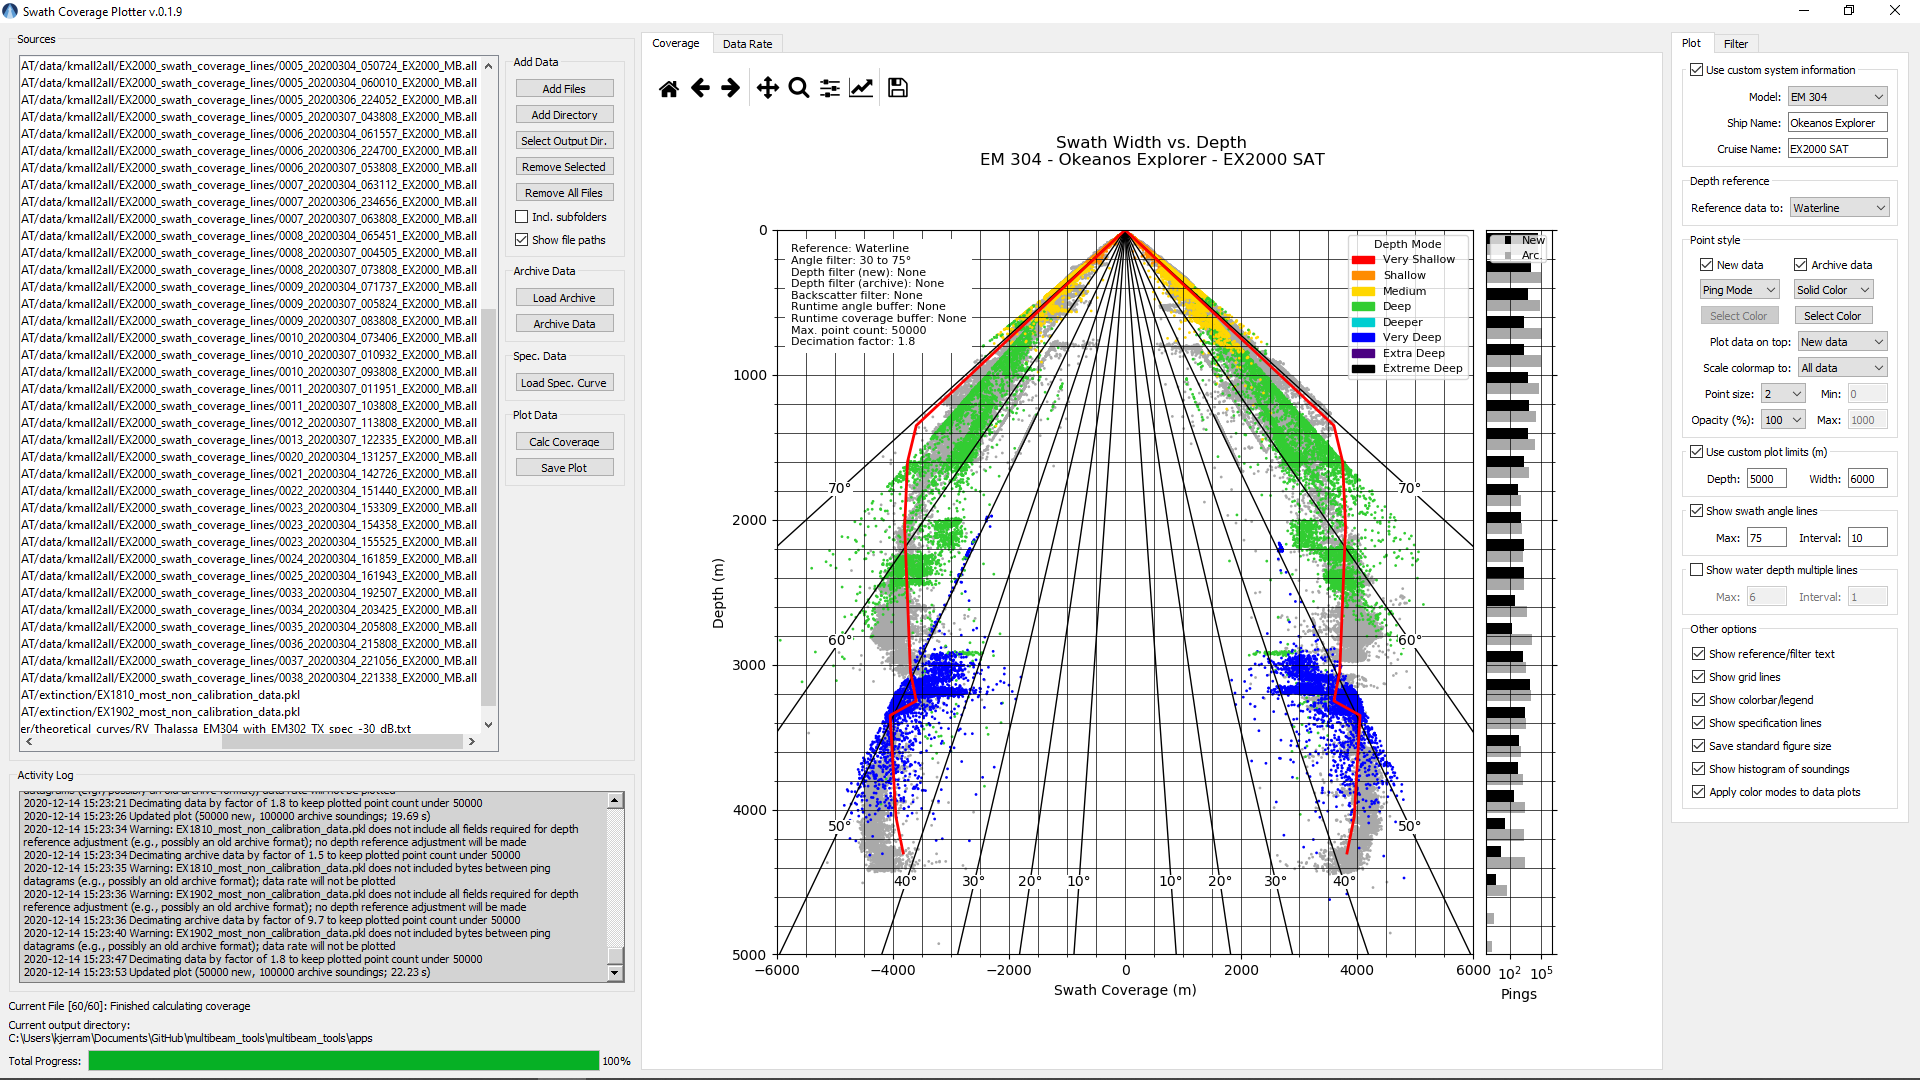 Swath Coverage Plotter v.0.1.9
Sources
AT/data/kmall2all/EX2000_swath_coverage_lines/0005_20200304_050724_EX2000_MB.all
AT/data/kmall2all/EX2000_swath_coverage_lines/0005_20200304_060010_EX2000_MB.all
AT/data/kmall2all/EX2000_swath_coverage_lines/0005_20200306_224052_EX2000_MB.all
AT/data/kmall2all/EX2000_swath_coverage_lines/0005_20200307_043808_EX2000_MB.all
AT/data/kmall2all/EX2000_swath_coverage_lines/0006_20200304_061557_EX2000_MB.all
AT/data/kmall2all/EX2000_swath_coverage_lines/0006_20200306_224700_EX2000_MB.all
AT/data/kmall2all/EX2000_swath_coverage_lines/0006_20200307_053808_EX2000_MB.all
AT/data/kmall2all/EX2000_swath_coverage_lines/0007_20200304_063112_EX2000_MB.all
AT/data/kmall2all/EX2000_swath_coverage_lines/0007_20200306_234656_EX2000_MB.all
AT/data/kmall2all/EX2000_swath_coverage_lines/0007_20200307_063808_EX2000_MB.all
AT/data/kmall2all/EX2000_swath_coverage_lines/0008_20200304_065451_EX2000_MB.all
AT/data/kmall2all/EX2000_swath_coverage_lines/0008_20200307_004505_EX2000_MB.all
AT/data/kmall2all/EX2000_swath_coverage_lines/0008_20200307_073808_EX2000_MB.all
AT/data/kmall2all/EX2000_swath_coverage_lines/0009_20200304_071737_EX2000_MB.all
AT/data/kmall2all/EX2000_swath_coverage_lines/0009_20200307_005824_EX2000_MB.all
AT/data/kmall2all/EX2000_swath_coverage_lines/0009_20200307_083808_EX2000_MB.all
AT/data/kmall2all/EX2000_swath_coverage_lines/0010_20200304_073406_EX2000_MB.all
AT/data/kmall2all/EX2000_swath_coverage_lines/0010_20200307_010932_EX2000_MB.all
AT/data/kmall2all/EX2000_swath_coverage_lines/0010_20200307_093808_EX2000_MB.all
AT/data/kmall2all/EX2000_swath_coverage_lines/0011_20200307_011951_EX2000_MB.all
AT/data/kmall2all/EX2000_swath_coverage_lines/0011_20200307_103808_EX2000_MB.all
AT/data/kmall2all/EX2000_swath_coverage_lines/0012_20200307_113808_EX2000_MB.all
AT/data/kmall2all/EX2000_swath_coverage_lines/0013_20200307_122335_EX2000_MB.all
AT/data/kmall2all/EX2000_swath_coverage_lines/0020_20200304_131257_EX2000_MB.all
AT/data/kmall2all/EX2000_swath_coverage_lines/0021_20200304_142726_EX2000_MB.all
AT/data/kmall2all/EX2000_swath_coverage_lines/0022_20200304_151440_EX2000_MB.all
AT/data/kmall2all/EX2000_swath_coverage_lines/0023_20200304_153309_EX2000_MB.all
AT/data/kmall2all/EX2000_swath_coverage_lines/0023_20200304_154358_EX2000_MB.all
AT/data/kmall2all/EX2000_swath_coverage_lines/0023_20200304_155525_EX2000_MB.all
AT/data/kmall2all/EX2000_swath_coverage_lines/0024_20200304_161859_EX2000_MB.all
AT/data/kmall2all/EX2000_swath_coverage_lines/0025_20200304_161943_EX2000_MB.all
AT/data/kmall2all/EX2000_swath_coverage_lines/0033_20200304_192507_EX2000_MB.all
AT/data/kmall2all/EX2000_swath_coverage_lines/0034_20200304_203425_EX2000_MB.all
AT/data/kmall2all/EX2000_swath_coverage_lines/0035_20200304_205808_EX2000_MB.all
AT/data/kmall2all/EX2000_swath_coverage_lines/0036_20200304_215808_EX2000_MB.all
AT/data/kmall2all/EX2000_swath_coverage_lines/0037_20200304_221056_EX2000_MB.all
AT/data/kmall2all/EX2000_swath_coverage_lines/0038_20200304_221338_EX2000_MB.all
AT/extinction/EX1810_most_non_calibration_data.pkl
AT/extinction/EX1902_most_non_calibration_data.pkl
er/theoretical_curves/RV_Thalassa_EM304_with_EM302_TX_spec_-30_dB.txt
Add Data
Add Files
Add Directory
Select Output Dir.
Remove Selected
Remove All Files
Incl. subfolders
Show file paths
Archive Data
Load Archive
Archive Data
Spec. Data
Load Spec. Curve
Plot Data
Calc Coverage
Save Plot
Activity Log
datagrams (e.g., possibly an old archive format); data rate will not be plotted
2020-12-14 15:23:21 Decimating data by factor of 1.8 to keep plotted point count under 50000
2020-12-14 15:23:26 Updated plot (50000 new, 100000 archive soundings; 19.69 s)
2020-12-14 15:23:34 Warning: EX1810_most_non_calibration_data.pkl does not include all fields required for depth
reference adjustment (e.g., possibly an old archive format); no depth reference adjustment will be made
2020-12-14 15:23:34 Decimating archive data by factor of 1.5 to keep plotted point count under 50000
2020-12-14 15:23:35 Warning: EX1810_most_non_calibration_data.pkl does not included bytes between ping
datagrams (e.g., possibly an old archive format); data rate will not be plotted
2020-12-14 15:23:36 Warning: EX1902_most_non_calibration_data.pkl does not include all fields required for depth
reference adjustment (e.g., possibly an old archive format); no depth reference adjustment will be made
2020-12-14 15:23:36 Decimating archive data by factor of 9.7 to keep plotted point count under 50000
2020-12-14 15:23:40 Warning: EX1902_most_non_calibration_data.pkl does not included bytes between ping
datagrams (e.g., possibly an old archive format); data rate will not be plotted
2020-12-14 15:23:47 Decimating data by factor of 1.8 to keep plotted point count under 50000
2020-12-14 15:23:53 Updated plot (50000 new, 100000 archive soundings; 22.23 s)
Current File [60/60]: Finished calculating coverage
Current output directory:
C:\Users\kjerram\Documents\GitHub\multibeam_tools\multibeam_tools\apps
Total Progress: 100%
Coverage Data Rate
Swath Width vs. Depth
EM 304 - Okeanos Explorer - EX2000 SAT
Reference: Waterline
Angle filter: 30 to 75°
Depth filter (new): None
Depth filter (archive): None
Backscatter filter: None
Runtime angle buffer: None
Runtime coverage buffer: None
Max. point count: 50000
Decimation factor: 1.8
Depth Mode
Very Shallow
Shallow
Medium
Deep
Deeper
Very Deep
Extra Deep
Extreme Deep
New
Arc.
0
1000
2000
3000
4000
5000
Depth (m)
70° 70°
60° 60°
50° 50°
40° 30° 20° 10° 10° 20° 30° 40°
−6000 −4000 −2000 0 2000 4000 6000
Swath Coverage (m)
10² 10⁵
Pings
Plot Filter
Use custom system information
Model: EM 304
Ship Name: Okeanos Explorer
Cruise Name: EX2000 SAT
Depth reference
Reference data to: Waterline
Point style
New data Archive data
Ping Mode Solid Color
Select Color Select Color
Plot data on top: New data
Scale colormap to: All data
Point size: 2 Min: 0
Opacity (%): 100 Max: 1000
Use custom plot limits (m)
Depth: 5000 Width: 6000
Show swath angle lines
Max: 75 Interval: 10
Show water depth multiple lines
Max: 6 Interval: 1
Other options
Show reference/filter text
Show grid lines
Show colorbar/legend
Show specification lines
Save standard figure size
Show histogram of soundings
Apply color modes to data plots